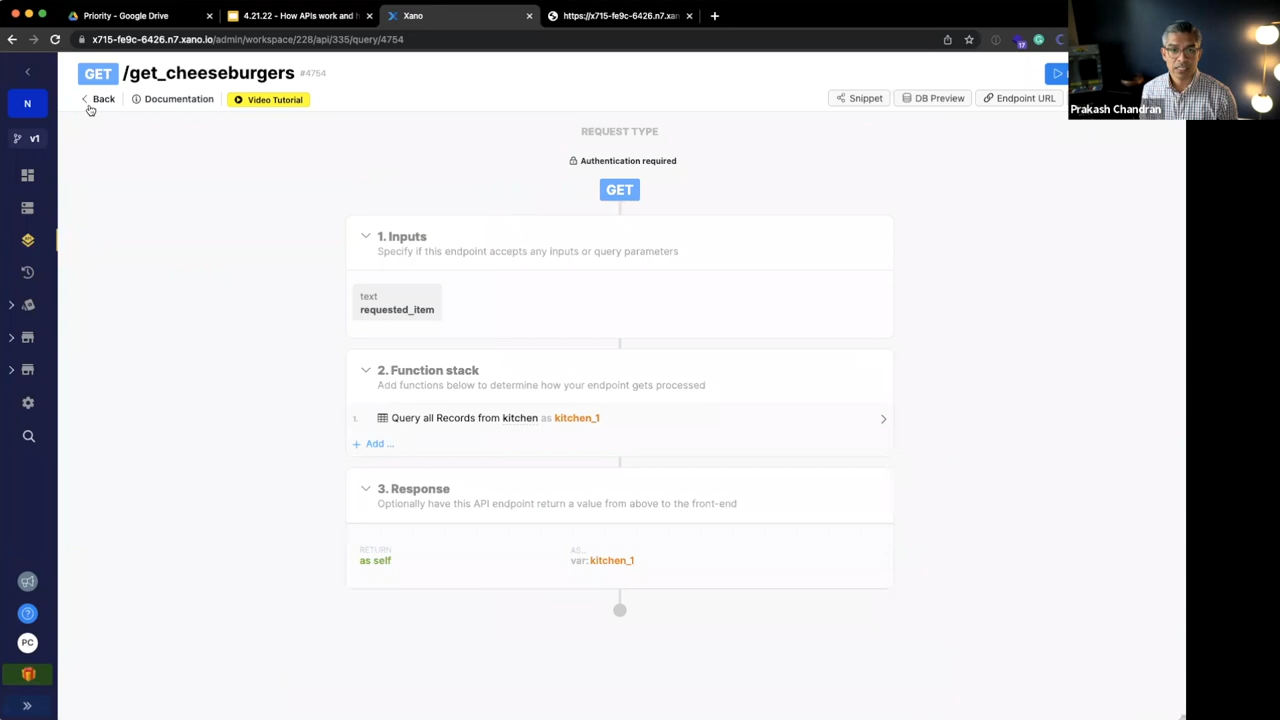 Priority - Google Drive
4.21.22 - How APIs work and h
Xano
https://x715-fe9c-6426.n7.xano
x715-fe9c-6426.n7.xano.io/admin/workspace/228/api/335/query/4754
17
GET /get_cheeseburgers #4754
Back
Documentation
Video Tutorial
Snippet
DB Preview
Endpoint URL
Prakash Chandran
N
v1
REQUEST TYPE
Authentication required
GET
1. Inputs
Specify if this endpoint accepts any inputs or query parameters
text
requested_item
2. Function stack
Add functions below to determine how your endpoint gets processed
1. Query all Records from kitchen as kitchen_1
+ Add ...
3. Response
Optionally have this API endpoint return a value from above to the front-end
RETURN
as self
AS...
var: kitchen_1
PC